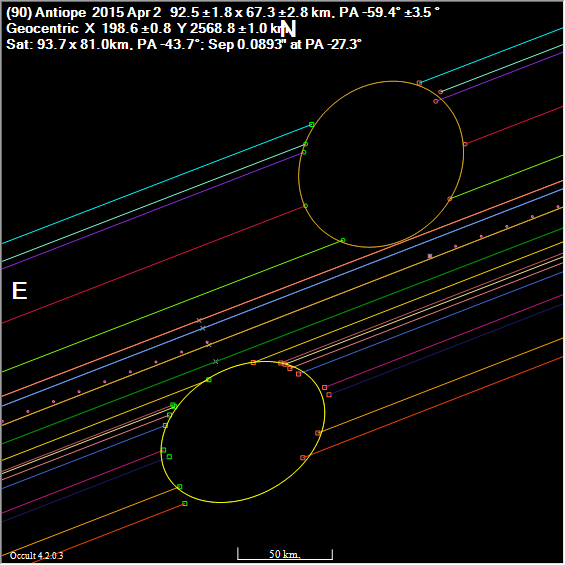 (90) Antiope 2015 Apr 2 92.5 ±1.8 x 67.3 ±2.8 km, PA -59.4° ±3.5 °
Geocentric X 198.6 ±0.8 Y 2568.8 ±1.0 km
N
Sat: 93.7 x 81.0km, PA -43.7°; Sep 0.0893" at PA -27.3°
E
Occult 4.2.0.3
50 km.